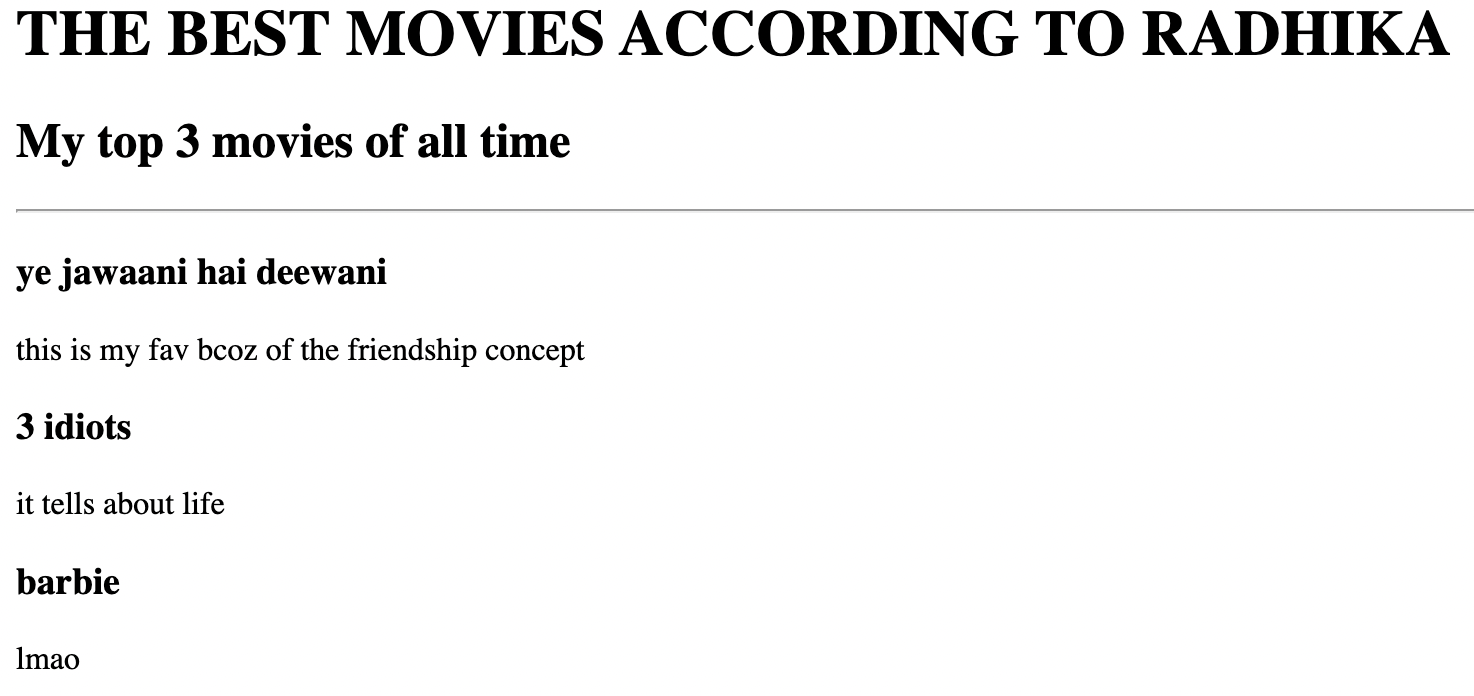 THE BEST MOVIES ACCORDING TO RADHIKA
My top 3 movies of all time
ye jawaani hai deewani
this is my fav bcoz of the friendship concept
3 idiots
it tells about life
barbie
lmao